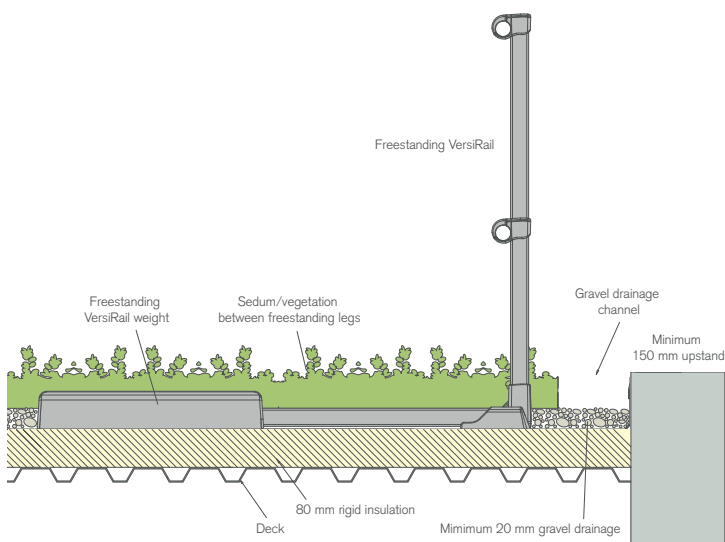 Freestanding VersiRail
Freestanding
VersiRail weight
Sedum/vegetation
between freestanding legs
Gravel drainage
channel
Minimum
150 mm upstand
80 mm rigid insulation
Deck
Mimimum 20 mm gravel drainage